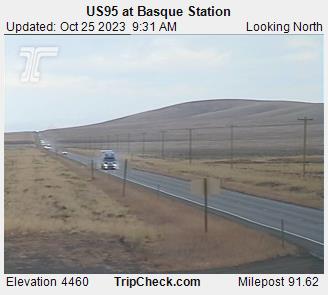 US95 at Basque Station
Updated: Oct 25 2023 9:31 AM Looking North
Elevation 4460 TripCheck.com Milepost 91.62